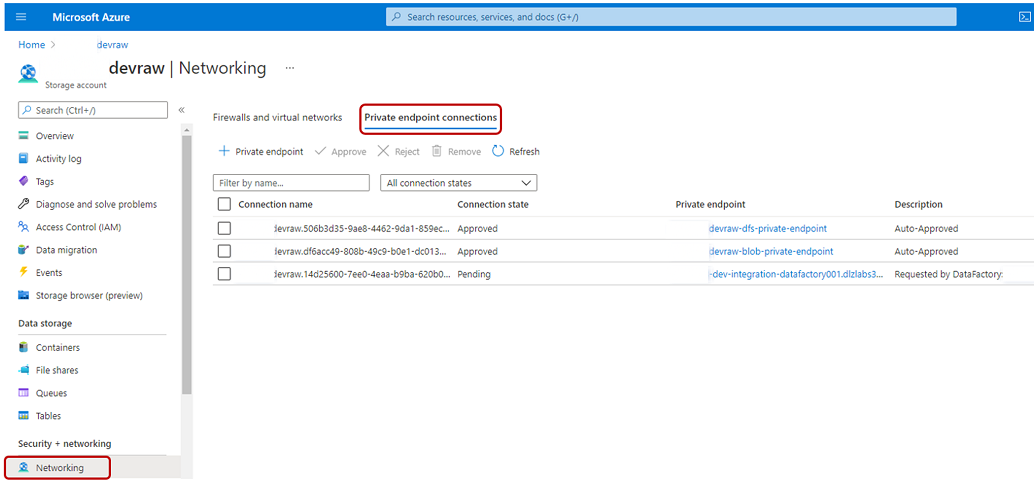 Microsoft Azure
Search resources, services, and docs (G+/)
Home
devraw
devraw | Networking ...
Storage account
Search (Ctrl+/)
«
Overview
Activity log
Tags
Diagnose and solve problems
Access Control (IAM)
Data migration
Events
Storage browser (preview)
Data storage
Containers
File shares
Queues
Tables
Security + networking
Networking
Firewalls and virtual networks Private endpoint connections
Private endpoint Approve Reject Remove Refresh
Filter by name... All connection states
Connection name Connection state Private endpoint Description
devraw.506b3d35-9ae8-4462-9da1-859ec... Approved devraw-dfs-private-endpoint Auto-Approved
devraw.df6acc49-808b-49c9-b0e1-dc013... Approved devraw-blob-private-endpoint Auto-Approved
devraw.14d25600-7ee0-4eaa-b9ba-620b0... Pending -dev-integration-datafactory001.dlzlabs3... Requested by DataFactory: